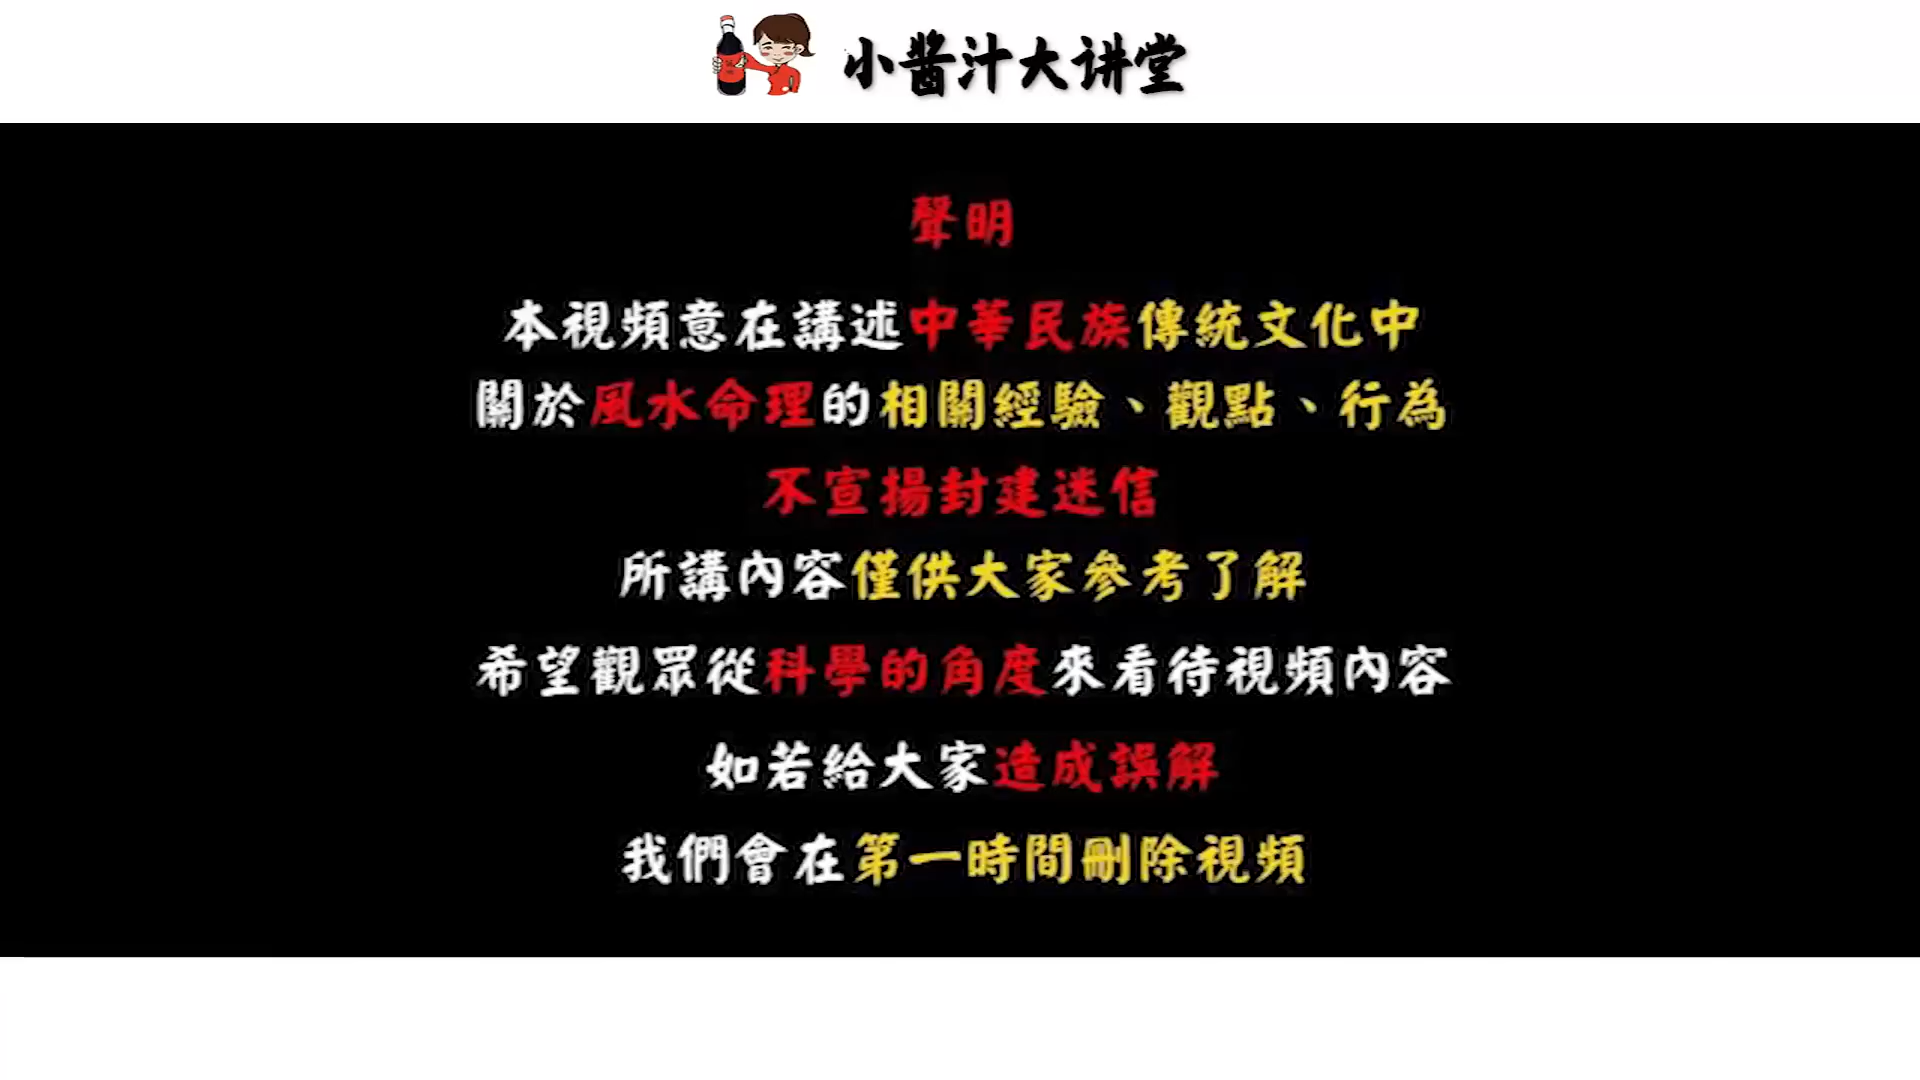 小酱汁大讲堂
聲明
本視頻意在講述中華民族傳統文化中
關於風水命理的相關經驗、觀點、行為
不宣揚封建迷信
所講內容僅供大家參考了解
希望觀眾從科學的角度來看待視頻內容
如若給大家造成誤解
我們會在第一時間刪除視頻